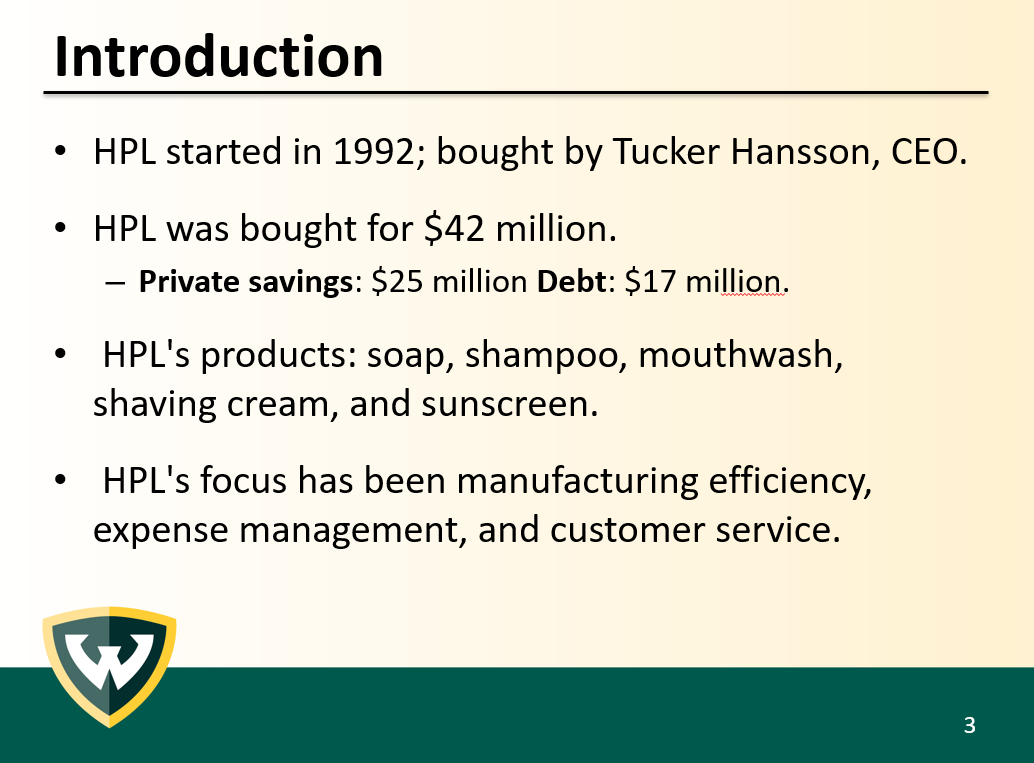 Introduction
• HPL started in 1992; bought by Tucker Hansson, CEO.
• HPL was bought for $42 million.
– Private savings: $25 million Debt: $17 million.
• HPL's products: soap, shampoo, mouthwash,
shaving cream, and sunscreen.
• HPL's focus has been manufacturing efficiency,
expense management, and customer service.
W
3